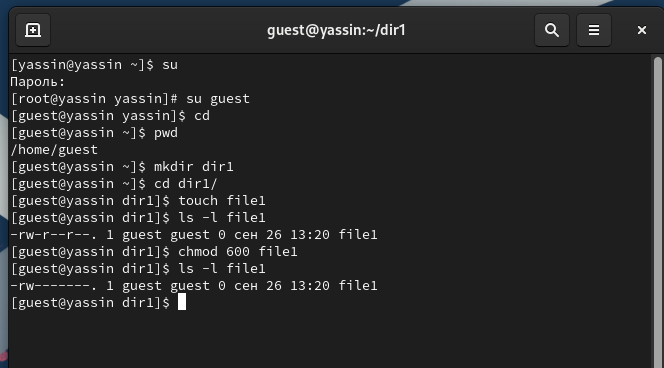 guest@yassin:~/dir1
[yassin@yassin ~]$ su
Пароль:
[root@yassin yassin]# su guest
[guest@yassin yassin]$ cd
[guest@yassin ~]$ pwd
/home/guest
[guest@yassin ~]$ mkdir dir1
[guest@yassin ~]$ cd dir1/
[guest@yassin dir1]$ touch file1
[guest@yassin dir1]$ ls -l file1
-rw-r--r--. 1 guest guest 0 сен 26 13:20 file1
[guest@yassin dir1]$ chmod 600 file1
[guest@yassin dir1]$ ls -l file1
-rw-------. 1 guest guest 0 сен 26 13:20 file1
[guest@yassin dir1]$